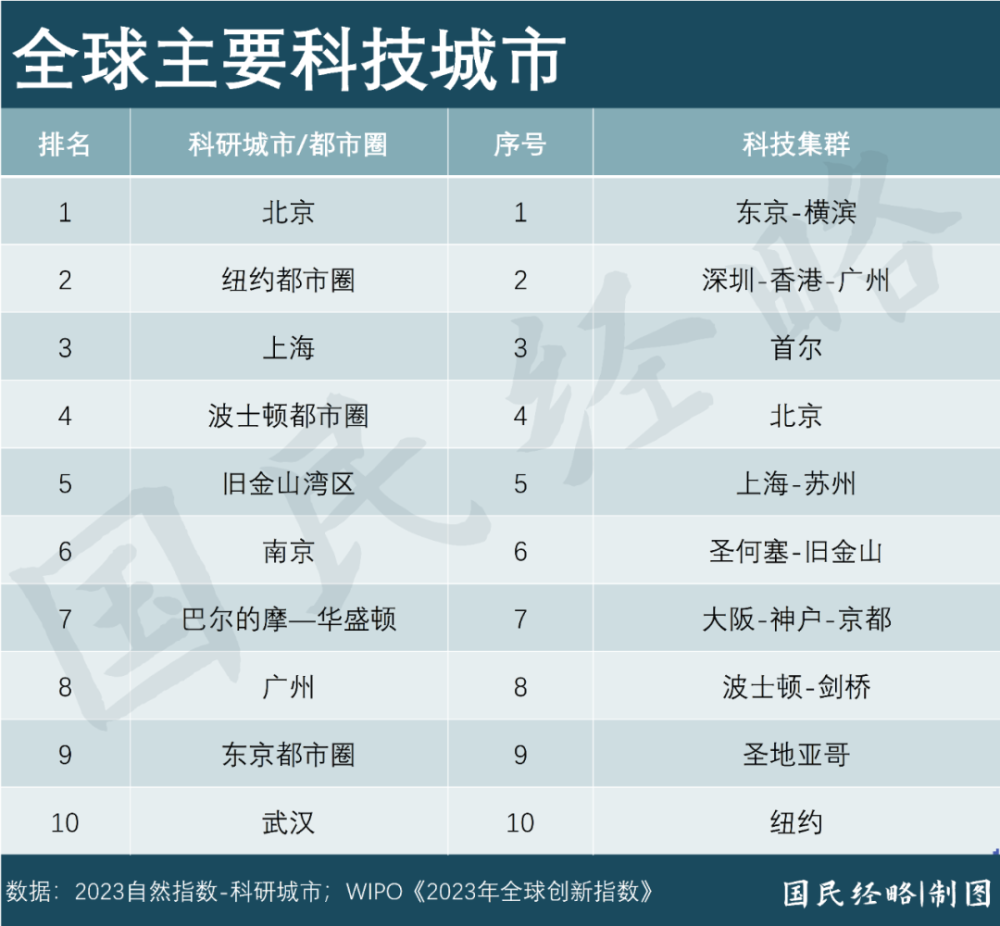 全球主要科技城市
排名 科研城市/都市圈 序号 科技集群
1 北京 1 东京-横滨
2 纽约都市圈 2 深圳-香港-广州
3 上海 3 首尔
4 波士顿都市圈 4 北京
5 旧金山湾区 5 上海-苏州
6 南京 6 圣何塞-旧金山
7 巴尔的摩—华盛顿 7 大阪-神户-京都
8 广州 8 波士顿-剑桥
9 东京都市圈 9 圣地亚哥
10 武汉 10 纽约
国民经略
数据：2023自然指数-科研城市；WIPO《2023年全球创新指数》
国民经略|制图